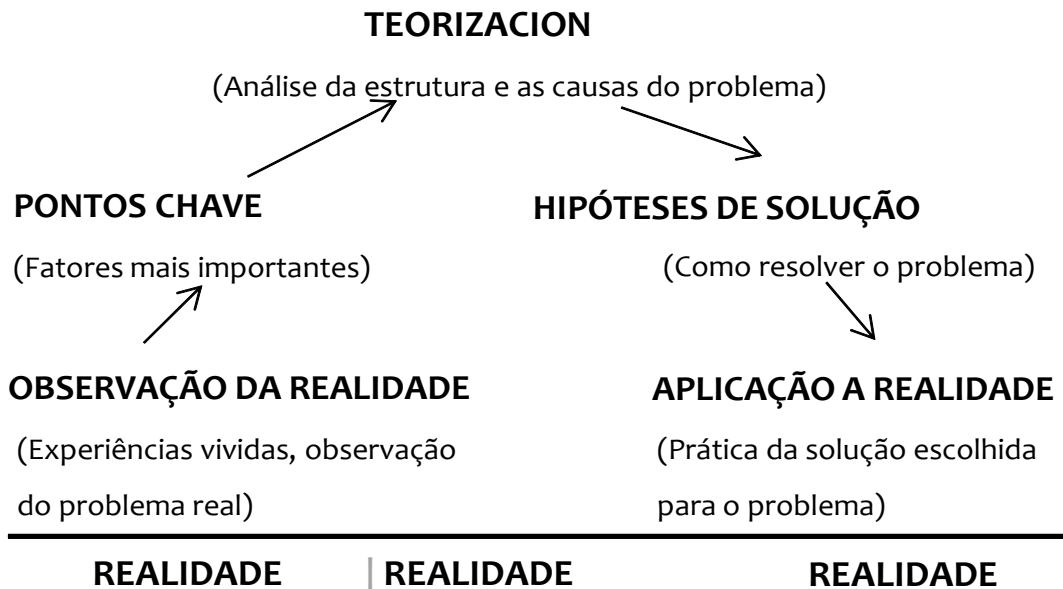 TEORIZACION
(Análise da estrutura e as causas do problema)
PONTOS CHAVE
HIPÓTESES DE SOLUÇÃO
(Fatores mais importantes)
(Como resolver o problema)
OBSERVAÇÃO DA REALIDADE
APLICAÇÃO A REALIDADE
(Experiências vividas, observação
do problema real)
(Prática da solução escolhida
para o problema)
REALIDADE
REALIDADE
REALIDADE